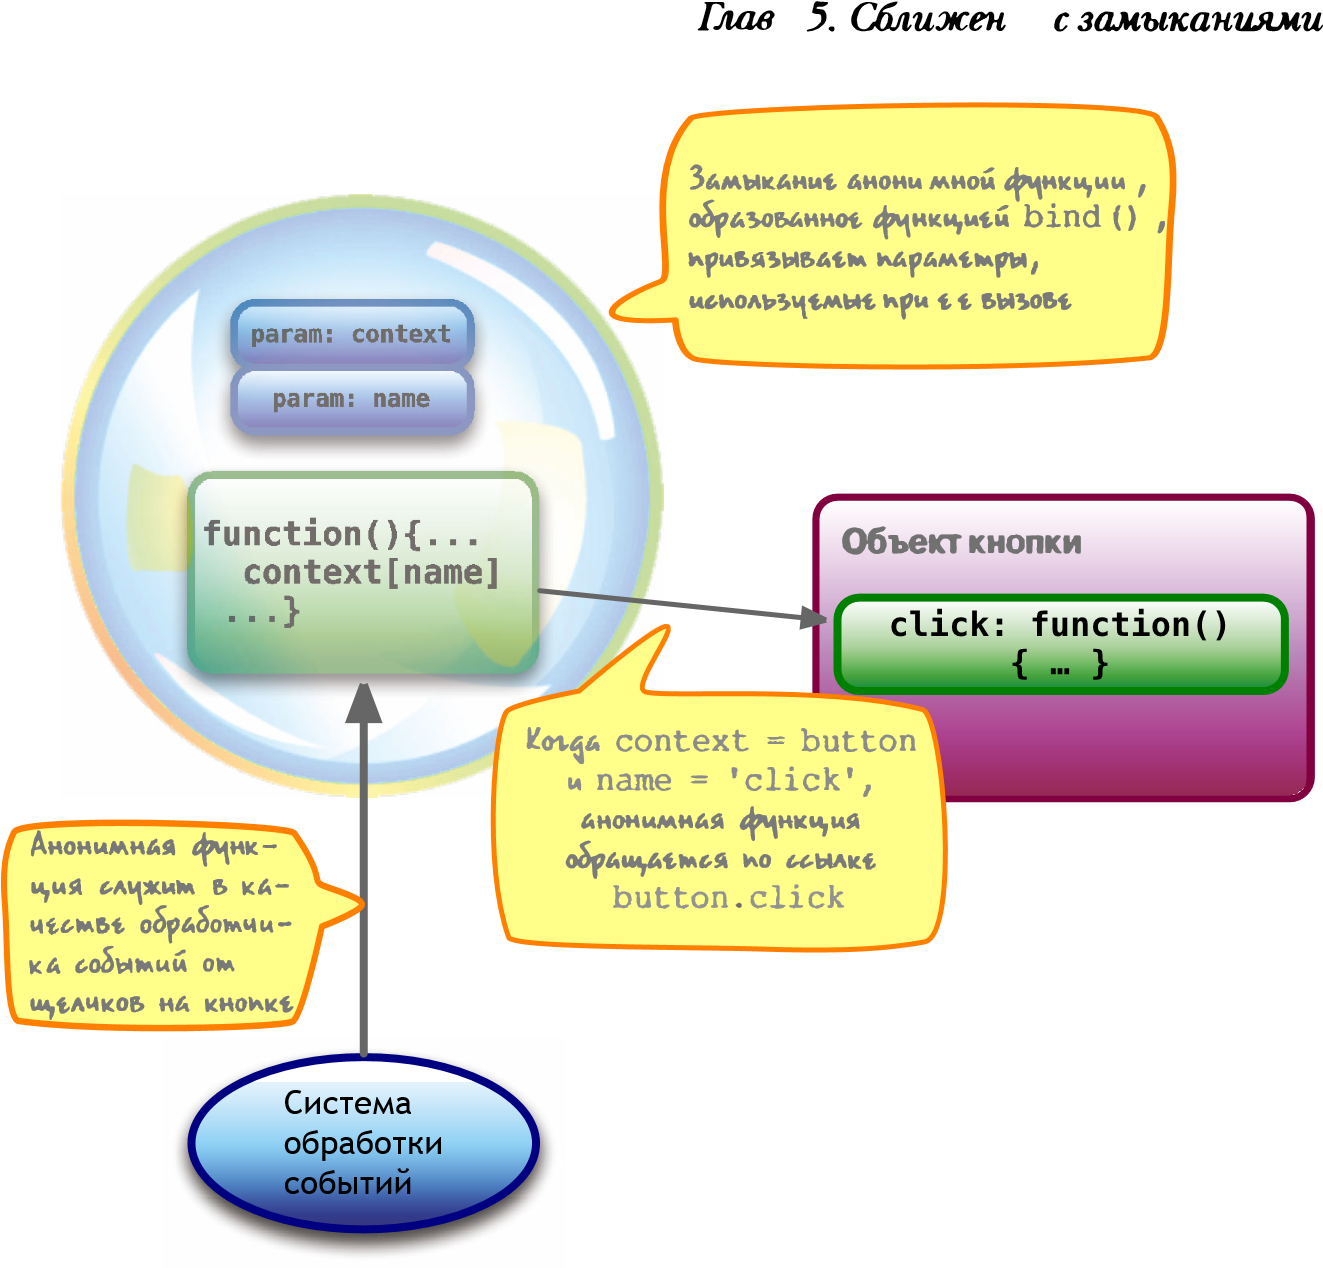 Глав 5. Сближен с замыканиями
Замыкание анони мной функции ,
образованное функцией bind() ,
привязывает параметры,
используемые при ее вызове
param: context
param: name
function(){...
context[name]
...}
Объект кнопки
click: function()
{ … }
Когда context = button
и name = 'click',
анонимная функция
обращается по ссылке
button.click
Анонимная функ-
ция служит в ка-
честве обработчи-
ка событий от
щелчков на кнопке
Система
обработки
событий